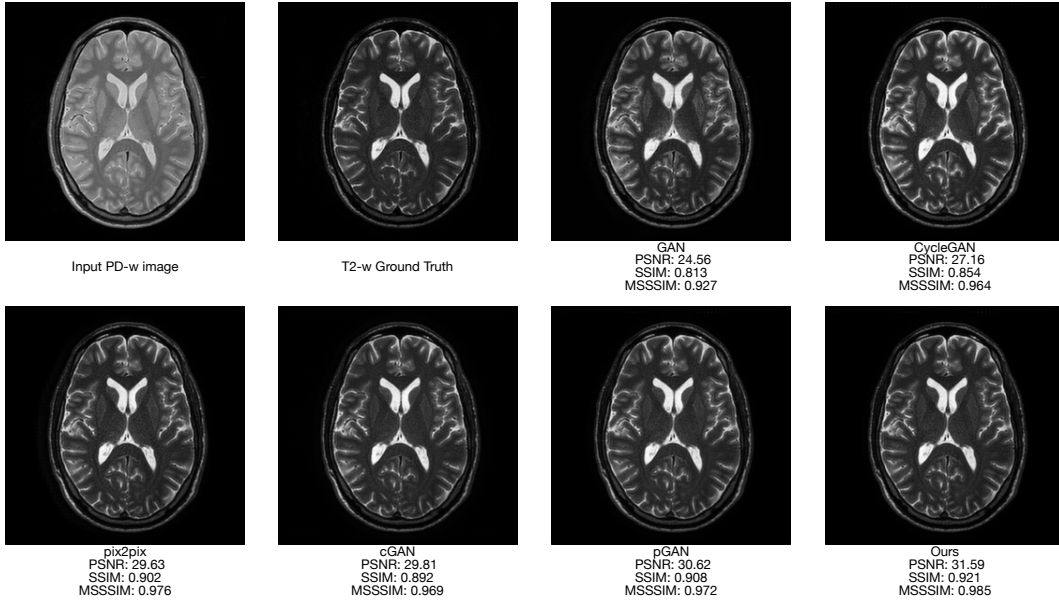 Input PD-w image
T2-w Ground Truth
GAN
PSNR: 24.56
SSIM: 0.813
MSSSIM: 0.927
CycleGAN
PSNR: 27.16
SSIM: 0.854
MSSSIM: 0.964
pix2pix
PSNR: 29.63
SSIM: 0.902
MSSSIM: 0.976
cGAN
PSNR: 29.81
SSIM: 0.892
MSSSIM: 0.969
pGAN
PSNR: 30.62
SSIM: 0.908
MSSSIM: 0.972
Ours
PSNR: 31.59
SSIM: 0.921
MSSSIM: 0.985